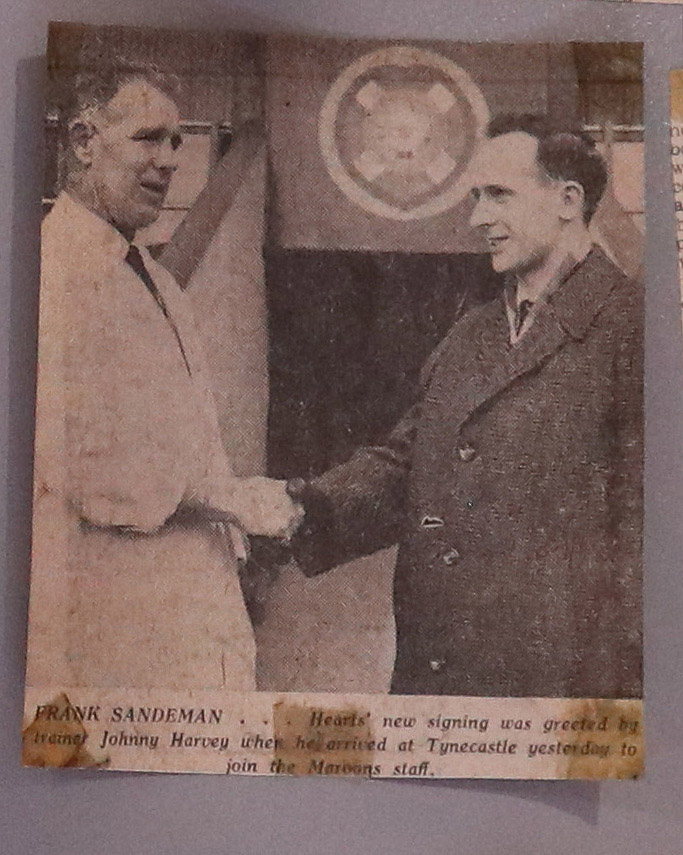 FRANK SANDEMAN . . . Hearts' new signing was greeted by
trainer Johnny Harvey when he arrived at Tynecastle yesterday to
join the Maroons staff.